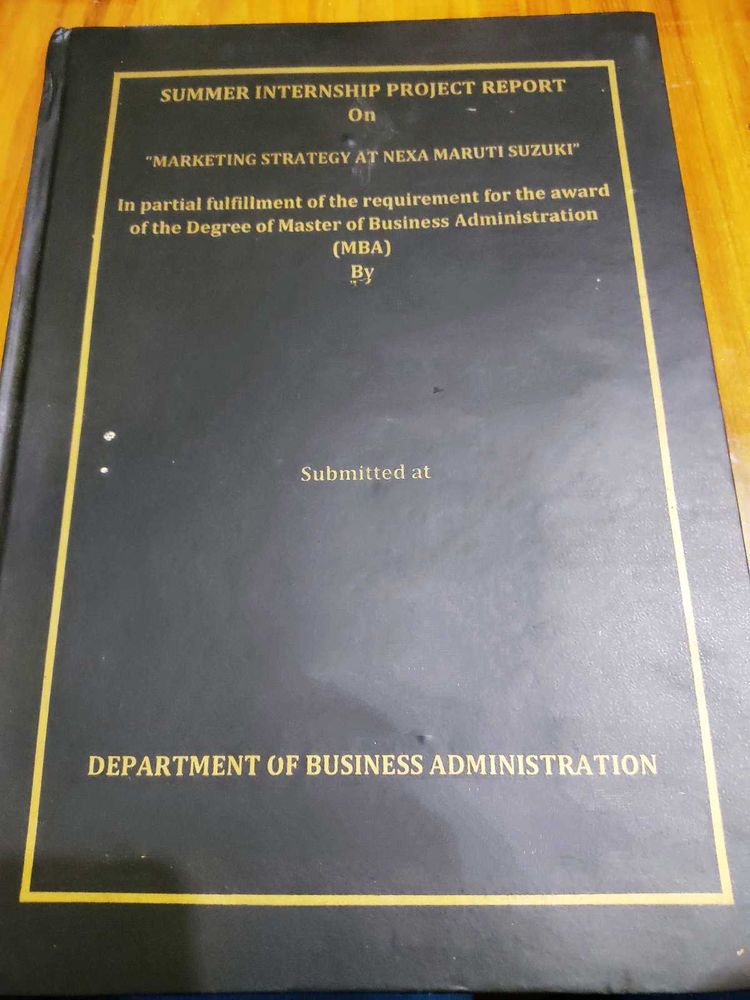 SUMMER INTERNSHIP PROJECT REPORT
On
"MARKETING STRATEGY AT NEXA MARUTI SUZUKI"
In partial fulfillment of the requirement for the award
of the Degree of Master of Business Administration
(MBA)
By
Submitted at
DEPARTMENT OF BUSINESS ADMINISTRATION